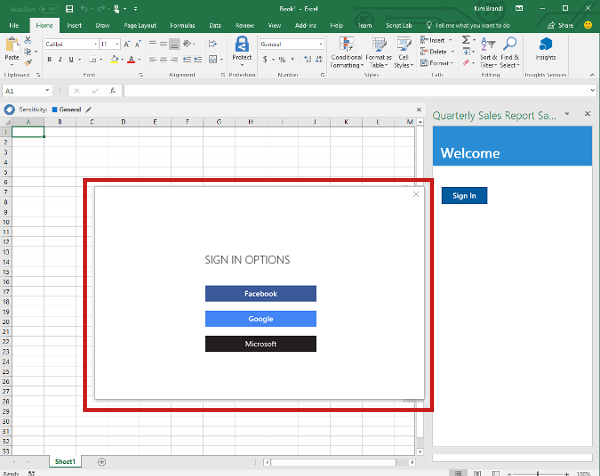 AutoSave Book1 - Excel Kim Brandl
File Home Insert Draw Page Layout Formulas Data Review View Add-ins Help Team Script Lab Tell me what you want to do Share
Paste Calibri 11 General Insert
B I U Protect Conditional Formatting Format as Table Cell Styles Delete Sort & Filter Find & Select Insights
Format
Clipboard Font Alignment Protection Number Styles Cells Editing Insights Services
A1 fx
Sensitivity: General
A B C D E F G H I J K L M
1
2
3
4
5
6
7
8
9
10
11
12
13
14
15
16
17
18
19
20
21
22
23
24
25
26
27
28
29
30
31
32
33
Quarterly Sales Report Sa...
Welcome
Sign In
SIGN IN OPTIONS
Facebook
Google
Microsoft
Sheet1
Ready 100%